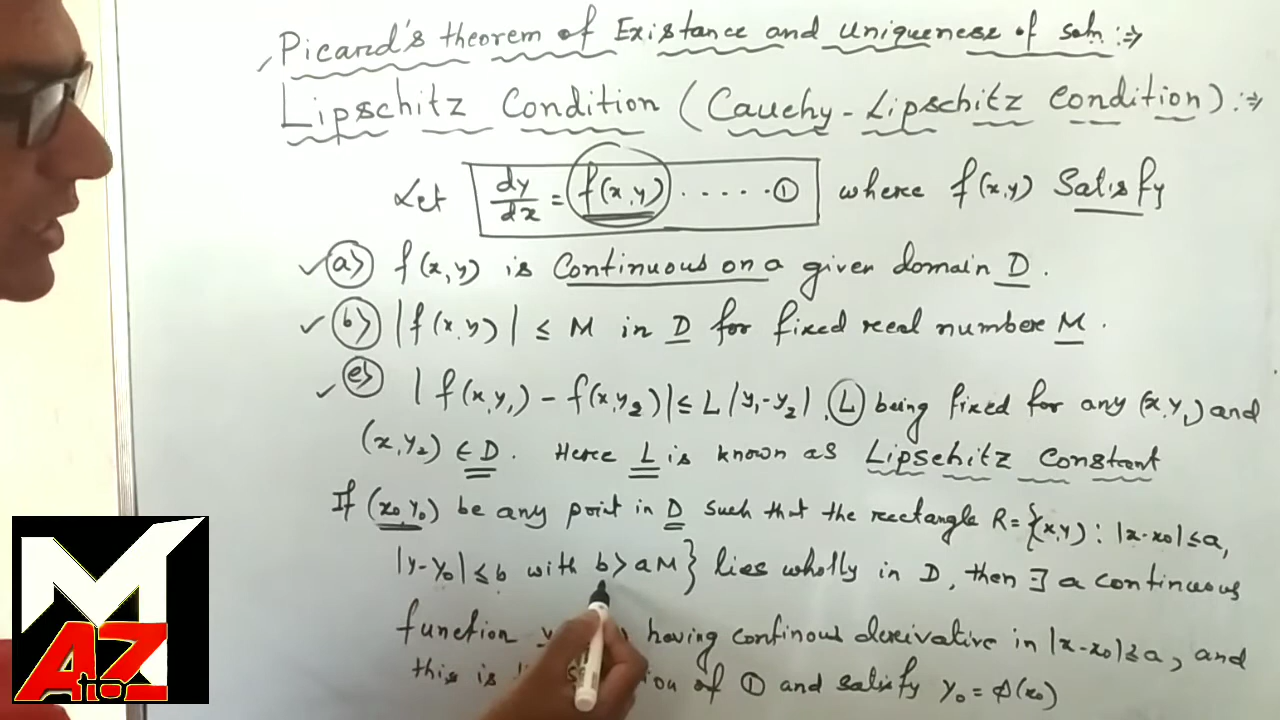 Picard's theorem of Existance and Uniqueness of soln :⇒
Lipschitz Condition (Cauchy - Lipschitz Condition) :⇒
Let dy/dx = f(x,y) ..... ① where f(x,y) Satisfy
a) f(x,y) is Continuous on a given domain D.
b) |f(x,y)| ≤ M in D for fixed real number M.
c) |f(x,y₁) - f(x,y₂)| ≤ L|y₁-y₂|, L being fixed for any (x,y₁) and
(x,y₂) ∈ D. Here L is known as Lipschitz Constant
If (x₀,y₀) be any point in D such that the rectangle R={(x,y): |x-x₀|≤a,
|y-y₀|≤b with b>aM} lies wholly in D, then ∃ a continuous
function having continous derivative in |x-x₀|≤a, and
this is of ① and satisfy y₀=ϕ(x₀)
M
A to Z